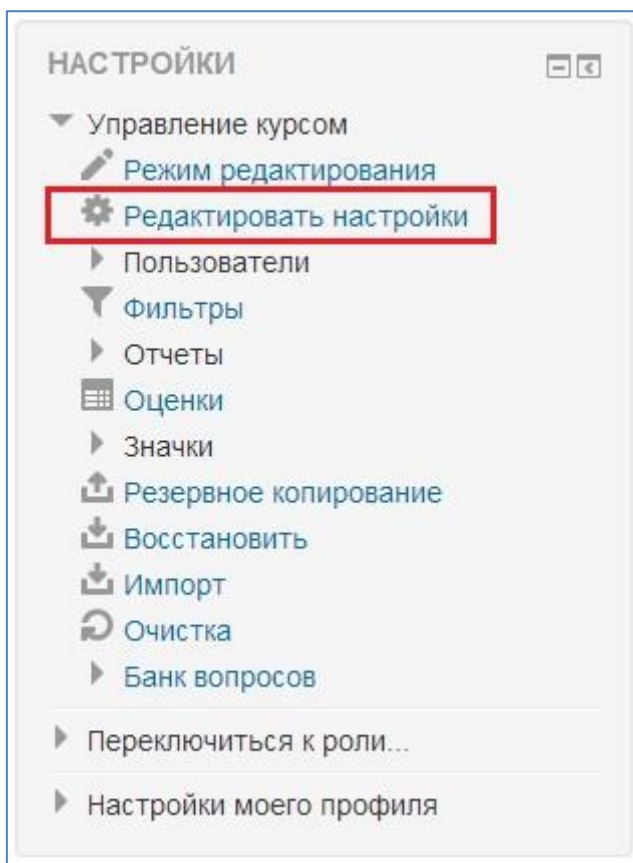 НАСТРОЙКИ
Управление курсом
Режим редактирования
Редактировать настройки
Пользователи
Фильтры
Отчеты
Оценки
Значки
Резервное копирование
Восстановить
Импорт
Очистка
Банк вопросов
Переключиться к роли...
Настройки моего профиля